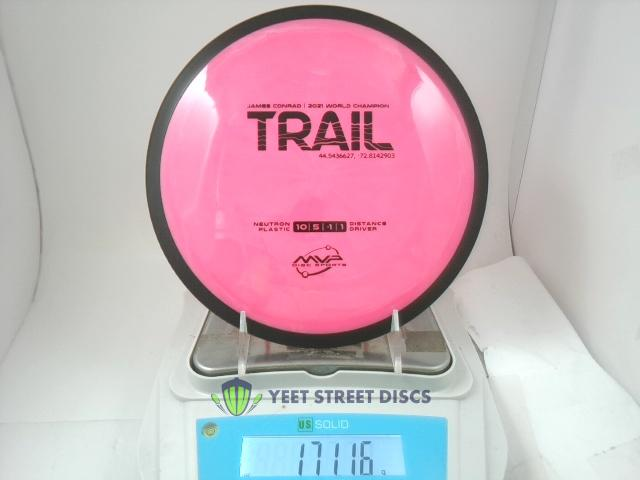 JAMES CONRAD | 2021 WORLD CHAMPION
TRAIL
44.5436627, -72.8142903
NEUTRON PLASTIC 10 | 5 | -1 | 1 DISTANCE DRIVER
MVP
DISC SPORTS
YEET STREET DISCS
US SOLID
171.16 g